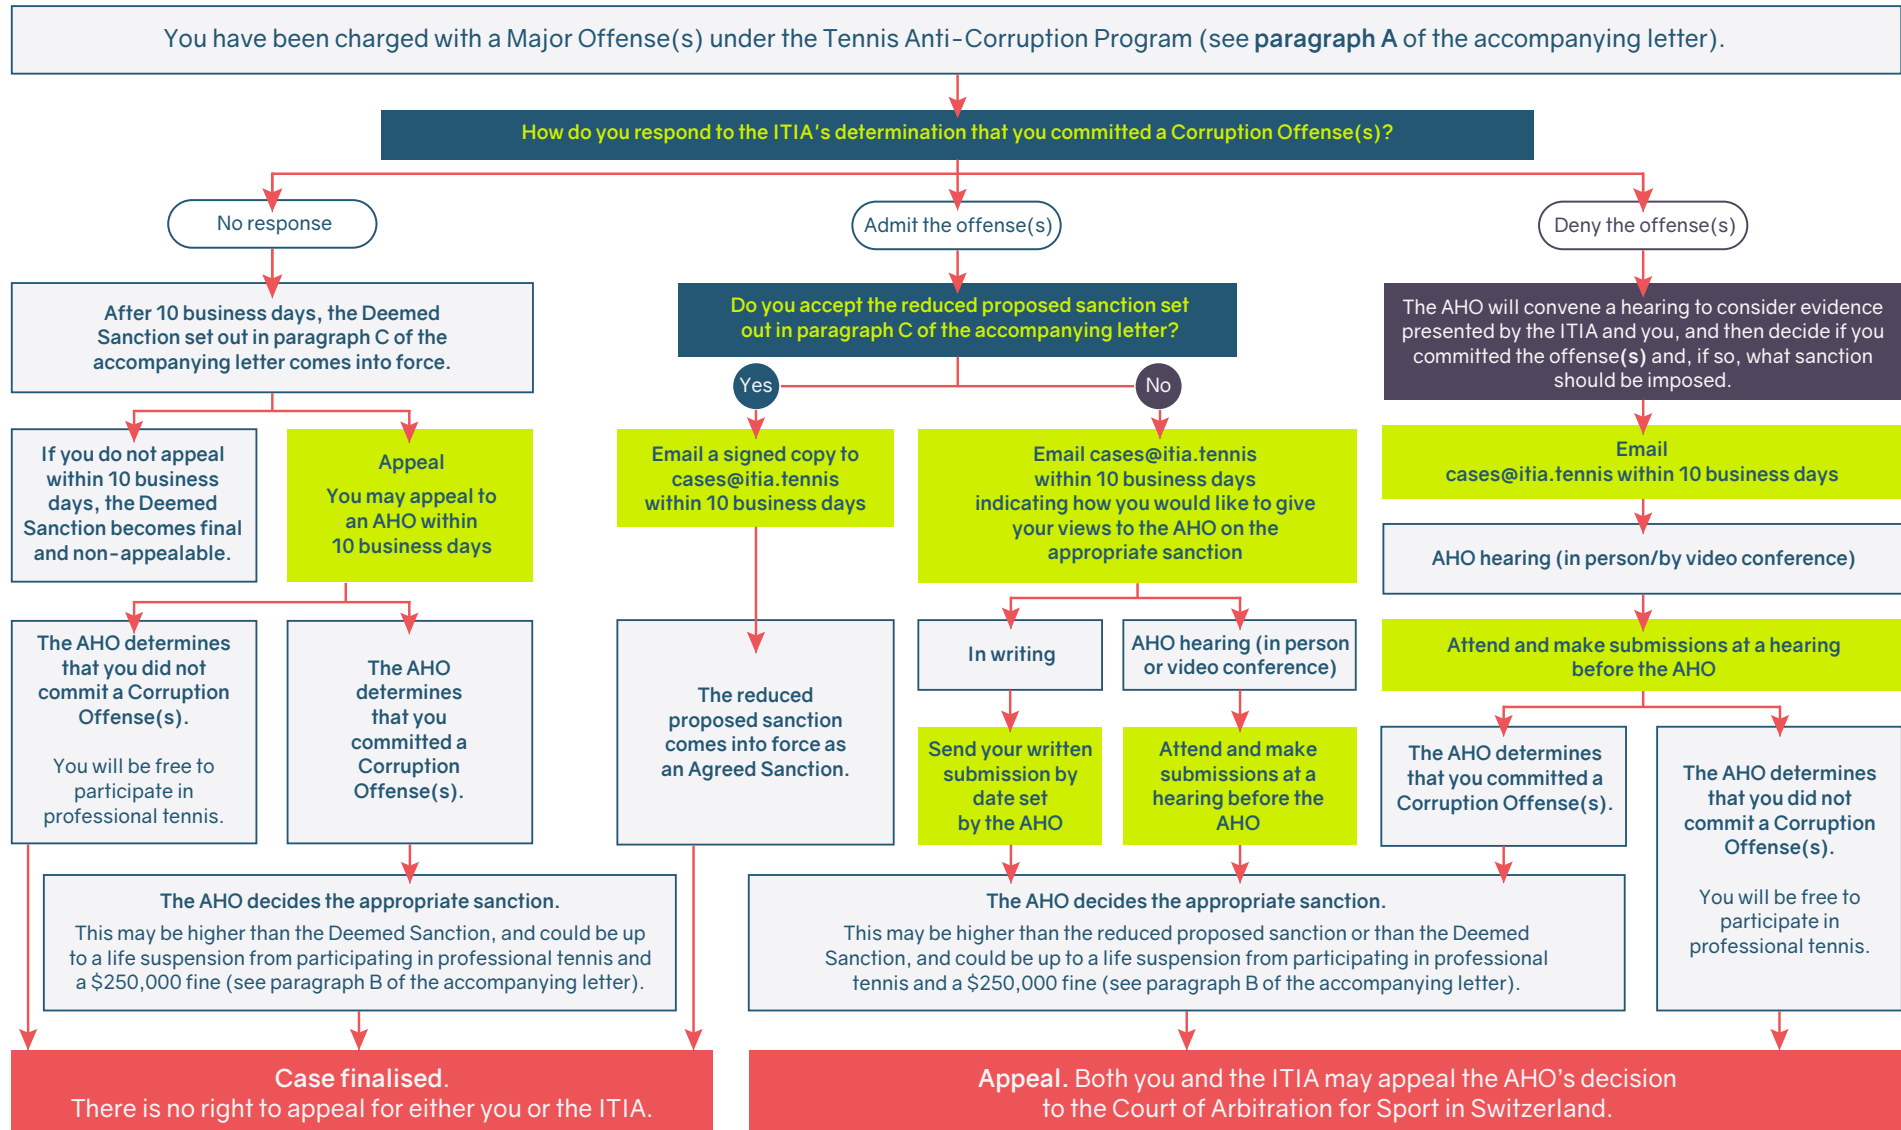 You have been charged with a Major Offense(s) under the Tennis Anti-Corruption Program (see paragraph A of the accompanying letter).
How do you respond to the ITIA's determination that you committed a Corruption Offense(s)?
No response
Admit the offense(s)
Deny the offense(s)
After 10 business days, the Deemed
Sanction set out in paragraph C of the
accompanying letter comes into force.
Do you accept the reduced proposed sanction set
out in paragraph C of the accompanying letter?
The AHO will convene a hearing to consider evidence
presented by the ITIA and you, and then decide if you
committed the offense(s) and, if so, what sanction
should be imposed.
Yes
No
If you do not appeal
within 10 business
days, the Deemed
Sanction becomes final
and non-appealable.
Appeal
You may appeal to
an AHO within
10 business days
Email a signed copy to
cases@itia.tennis
within 10 business days
Email cases@itia.tennis
within 10 business days
indicating how you would like to give
your views to the AHO on the
appropriate sanction
Email
cases@itia.tennis within 10 business days
AHO hearing (in person/by video conference)
The AHO determines
that you did not
commit a Corruption
Offense(s).
You will be free to
participate in
professional tennis.
The AHO
determines
that you
committed a
Corruption
Offense(s).
The reduced
proposed sanction
comes into force as
an Agreed Sanction.
In writing
AHO hearing (in person
or video conference)
Attend and make submissions at a hearing
before the AHO
Send your written
submission by
date set
by the AHO
Attend and make
submissions at a
hearing before the
AHO
The AHO determines
that you committed a
Corruption Offense(s).
The AHO determines
that you did not
commit a Corruption
Offense(s).
You will be free to
participate in
professional tennis.
The AHO decides the appropriate sanction.
This may be higher than the Deemed Sanction, and could be up
to a life suspension from participating in professional tennis and
a $250,000 fine (see paragraph B of the accompanying letter).
The AHO decides the appropriate sanction.
This may be higher than the reduced proposed sanction or than the Deemed
Sanction, and could be up to a life suspension from participating in professional
tennis and a $250,000 fine (see paragraph B of the accompanying letter).
Case finalised.
There is no right to appeal for either you or the ITIA.
Appeal. Both you and the ITIA may appeal the AHO's decision
to the Court of Arbitration for Sport in Switzerland.